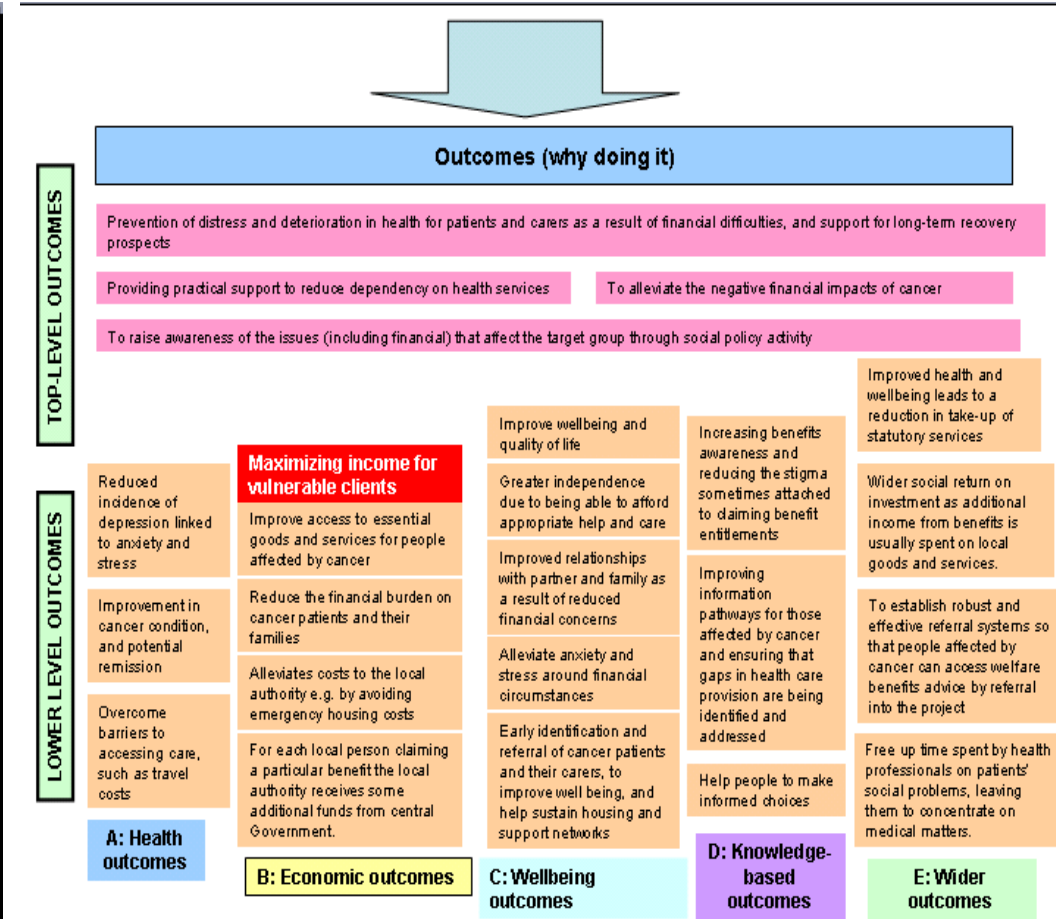 Outcomes (why doing it)
TOP-LEVEL OUTCOMES
Prevention of distress and deterioration in health for patients and carers as a result of financial difficulties, and support for long-term recovery
prospects
Providing practical support to reduce dependency on health services
To alleviate the negative financial impacts of cancer
To raise awareness of the issues (including financial) that affect the target group through social policy activity
LOWER LEVEL OUTCOMES
Reduced
incidence of
depression linked
to anxiety and
stress
Improvement in
cancer condition,
and potential
remission
Overcome
barriers to
accessing care,
such as travel
costs
A: Health
outcomes
Maximizing income for
vulnerable clients
Improve access to essential
goods and services for people
affected by cancer
Reduce the financial burden on
cancer patients and their
families
Alleviates costs to the local
authority e.g. by avoiding
emergency housing costs
For each local person claiming
a particular benefit the local
authority receives some
additional funds from central
Government.
B: Economic outcomes
Improve wellbeing and
quality of life
Greater independence
due to being able to afford
appropriate help and care
Improved relationships
with partner and family as
a result of reduced
financial concerns
Alleviate anxiety and
stress around financial
circumstances
Early identification and
referral of cancer patients
and their carers, to
improve well being, and
help sustain housing and
support networks
C: Wellbeing
outcomes
Increasing benefits
awareness and
reducing the stigma
sometimes attached
to claiming benefit
entitlements
Improving
information
pathways for those
affected by cancer
and ensuring that
gaps in health care
provision are being
identified and
addressed
Help people to make
informed choices
D: Knowledge-
based
outcomes
Improved health and
wellbeing leads to a
reduction in take-up of
statutory services
Wider social return on
investment as additional
income from benefits is
usually spent on local
goods and services.
To establish robust and
effective referral systems so
that people affected by
cancer can access welfare
benefits advice by referral
into the project
Free up time spent by health
professionals on patients'
social problems, leaving
them to concentrate on
medical matters.
E: Wider
outcomes